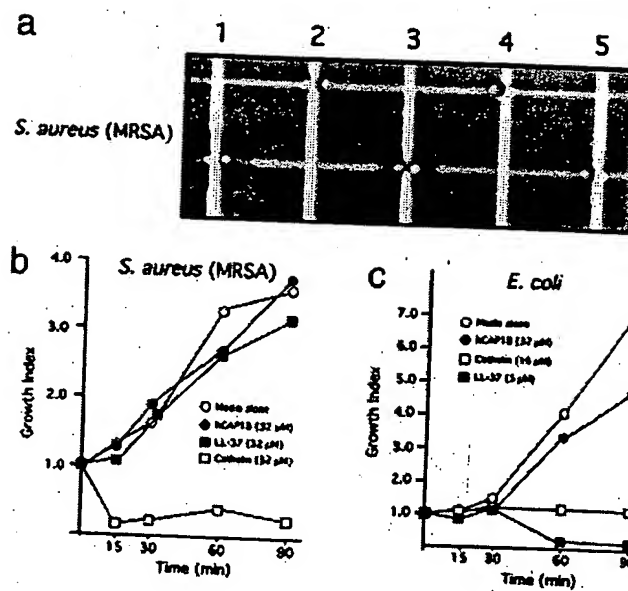 a
1 2 3 4 5
S. aureus (MRSA)
b
S. aureus (MRSA)
4.0
3.0
2.0
1.0
Growth Index
Media alone
hCAP18 (32 µM)
LL-37 (32 µM)
Cathelin (32 µM)
15 30 60 90
Time (min)
c
E. coli
7.0
6.0
5.0
4.0
3.0
2.0
1.0
Growth Index
Media alone
hCAP18 (32 µM)
Cathelin (16 µM)
LL-37 (5 µM)
15 30 60 90
Time (min)